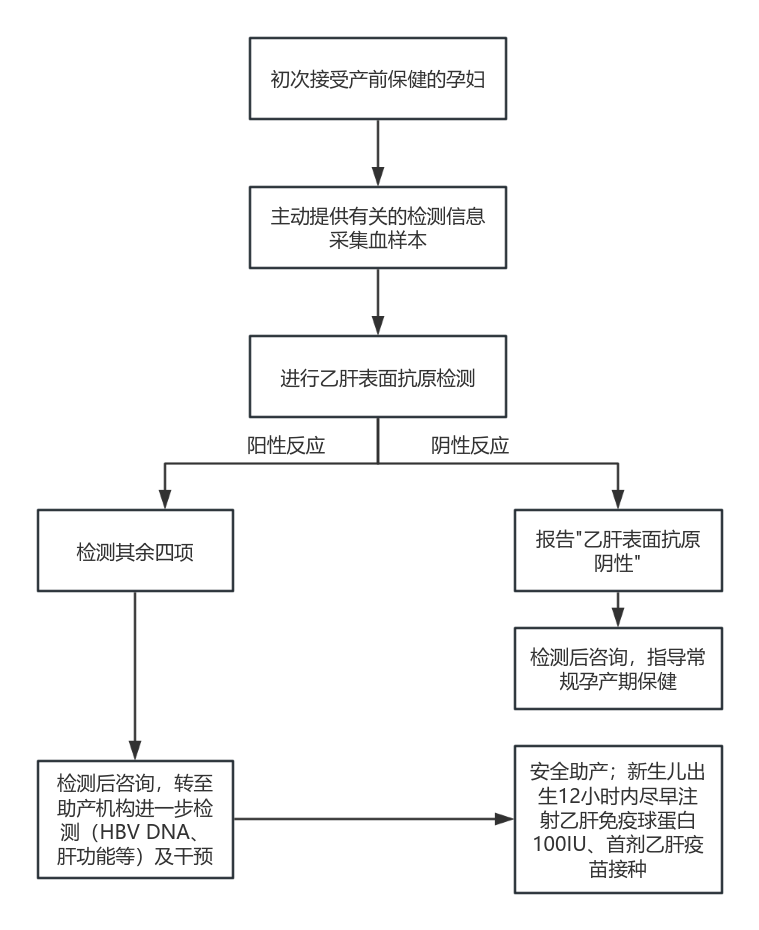 初次接受产前保健的孕妇
主动提供有关的检测信息
采集血样本
进行乙肝表面抗原检测
阳性反应
阴性反应
检测其余四项
报告"乙肝表面抗原
阴性"
检测后咨询，指导常
规孕产期保健
检测后咨询，转至
助产机构进一步检
测（HBV DNA、
肝功能等）及干预
安全助产；新生儿出
生12小时内尽早注
射乙肝免疫球蛋白
100IU、首剂乙肝疫
苗接种